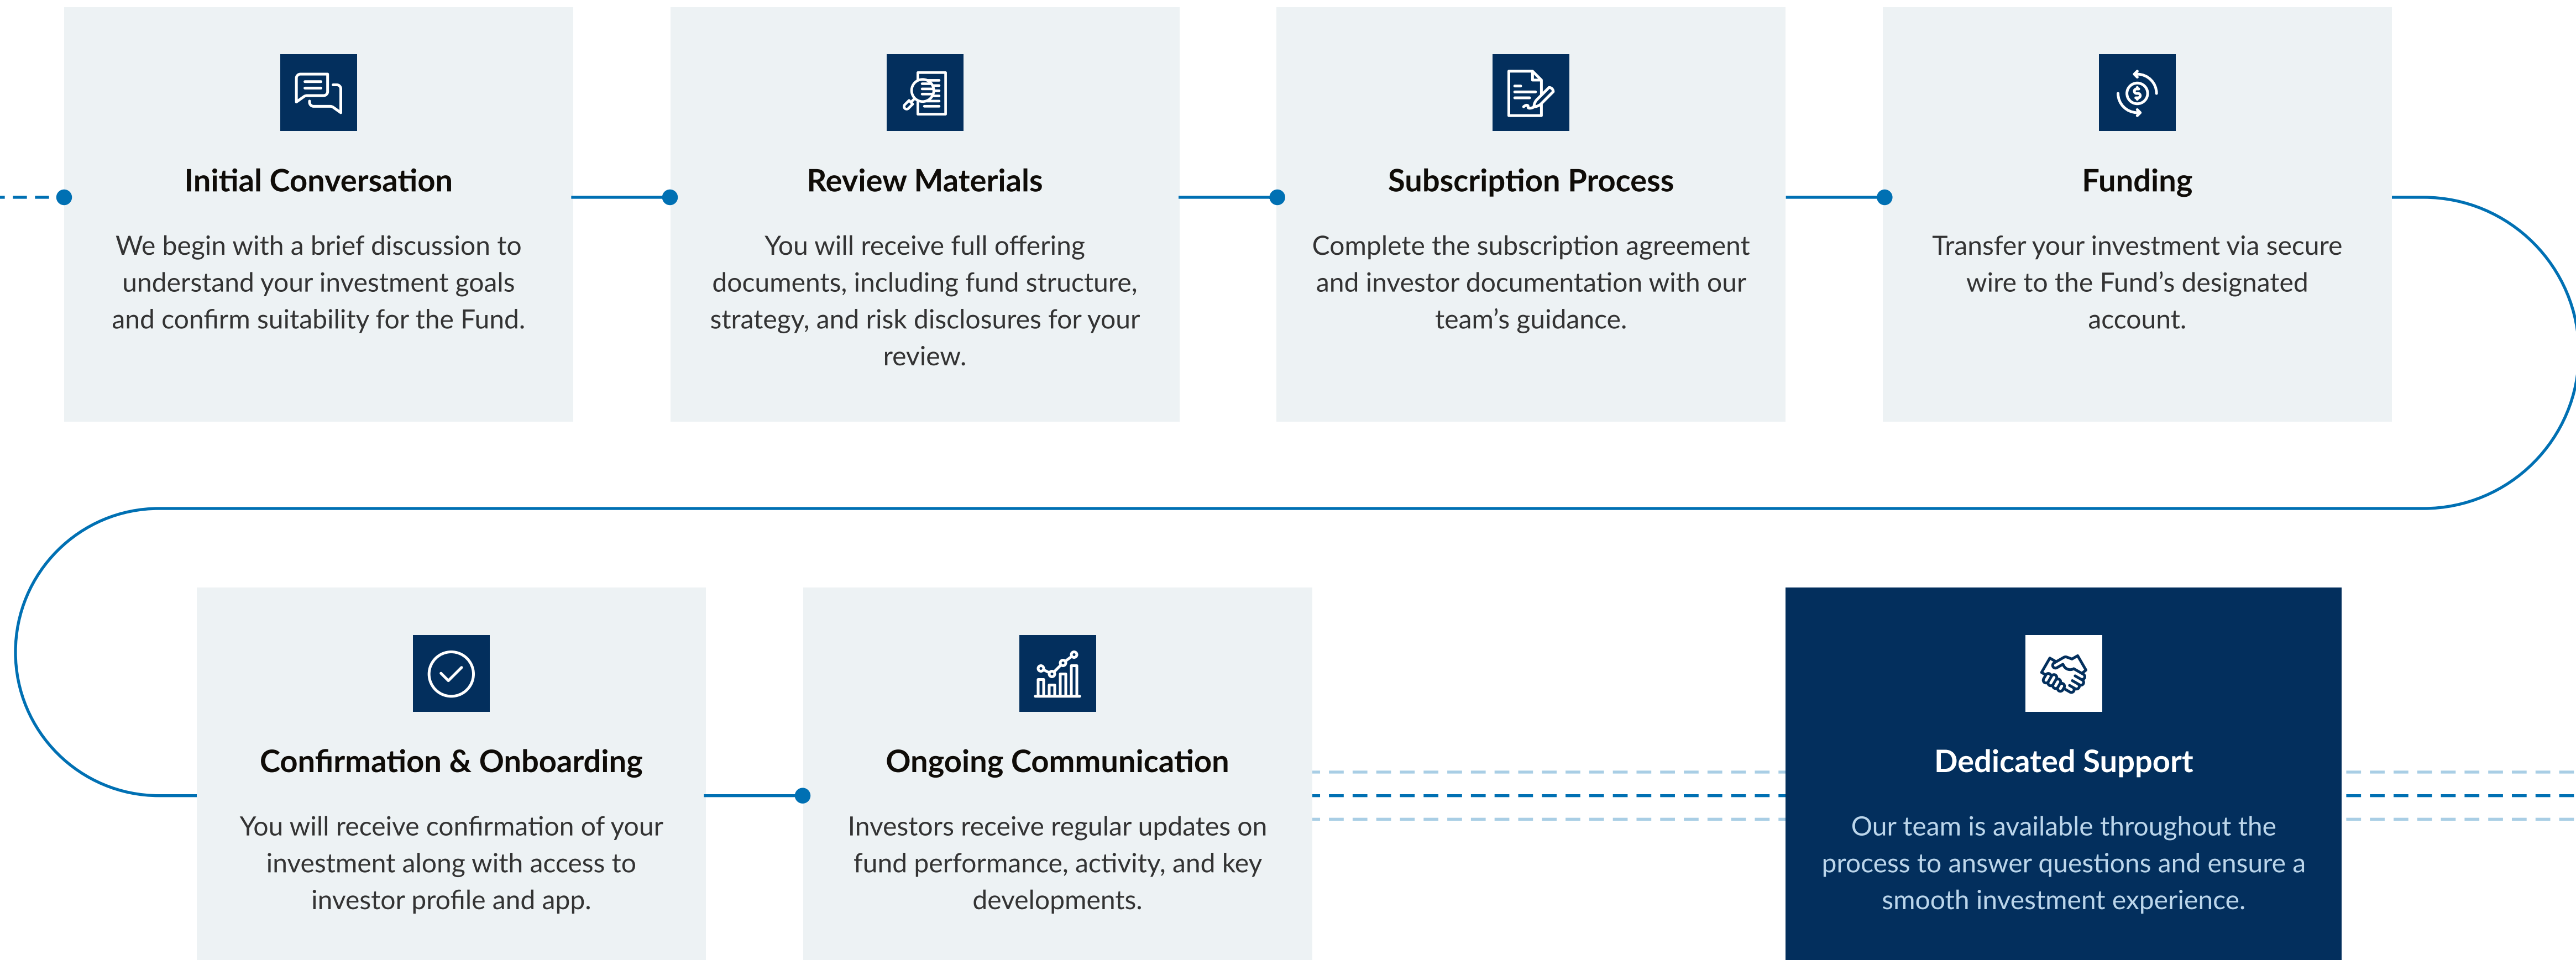 Initial Conversation
We begin with a brief discussion to
understand your investment goals
and confirm suitability for the Fund.
Review Materials
You will receive full offering
documents, including fund structure,
strategy, and risk disclosures for your
review.
Subscription Process
Complete the subscription agreement
and investor documentation with our
team’s guidance.
Funding
Transfer your investment via secure
wire to the Fund’s designated
account.
Confirmation & Onboarding
You will receive confirmation of your
investment along with access to
investor profile and app.
Ongoing Communication
Investors receive regular updates on
fund performance, activity, and key
developments.
Dedicated Support
Our team is available throughout the
process to answer questions and ensure a
smooth investment experience.